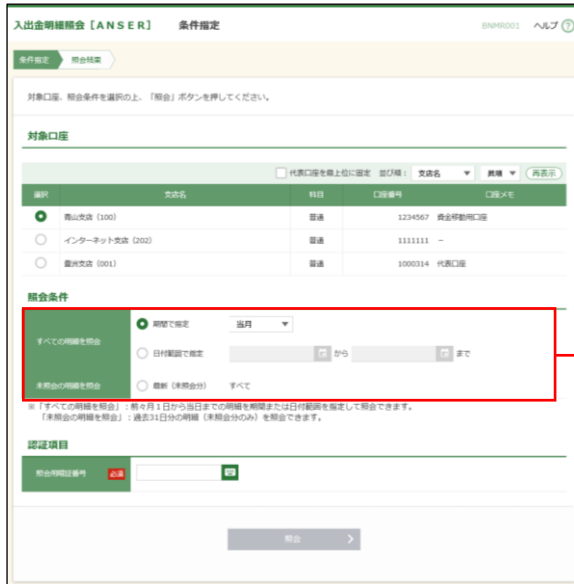 入出金明細照会［ＡＮＳＥＲ］ 条件指定 BNMR001 ヘルプ ?
条件指定 照会結果
対象口座、照会条件を選択の上、「照会」ボタンを押してください。
対象口座
代表口座を最上位に固定 並び順： 支店名 ▼ 昇順 ▼ （再表示）
選択 支店名 科目 口座番号 口座メモ
青山支店（100） 普通 1234567 資金移動用口座
インターネット支店（202） 普通 1111111 －
豊洲支店（001） 普通 1000314 代表口座
照会条件
すべての明細を照会 期間で指定 当月 ▼
日付範囲で指定 から まで
未照会の明細を照会 最新（未照会分） すべて
※「すべての明細を照会」：前々月１日から当日までの明細を期間または日付範囲を指定して照会できます。
「未照会の明細を照会」：過去31日分の明細（未照会分のみ）を照会できます。
認証項目
照会用暗証番号 必須
照会